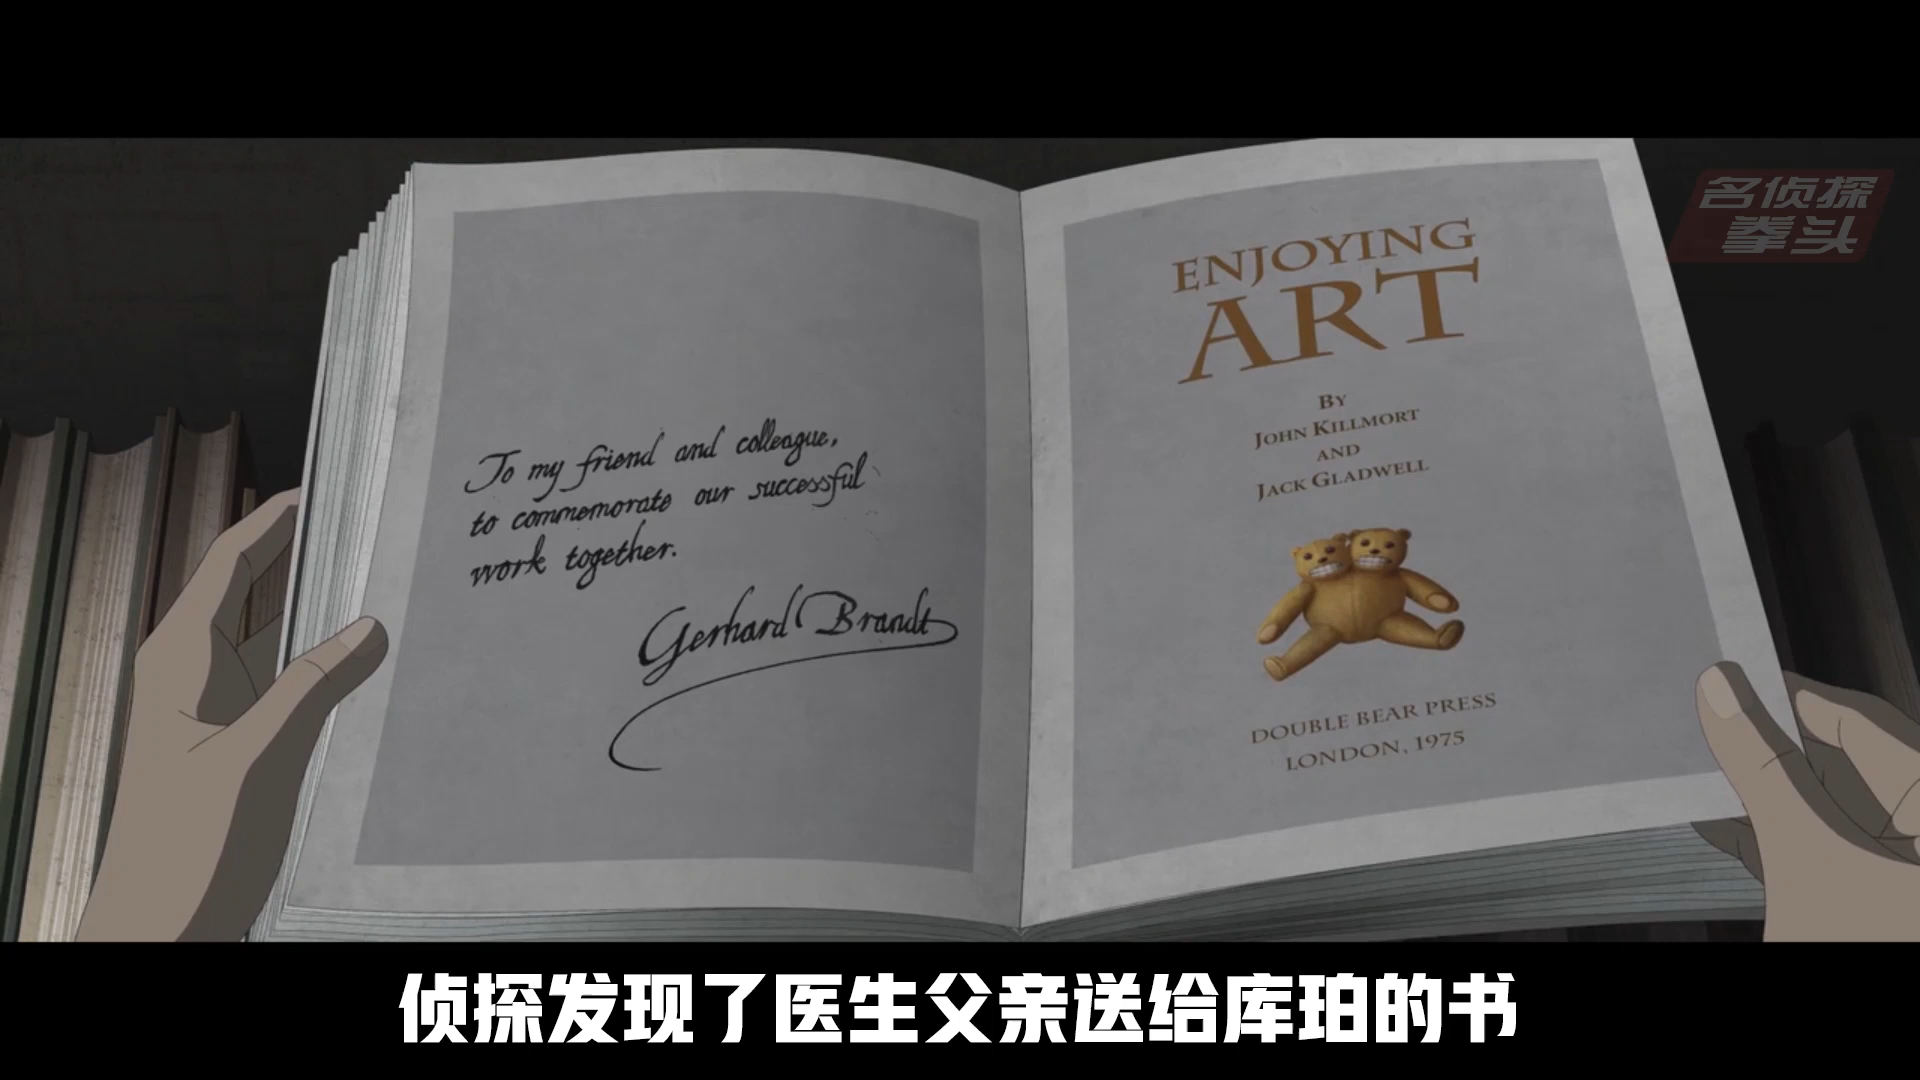 名侦探
拳头
To my friend and colleague,
to commemorate our successful
work together.
Gerhard Brandt
ENJOYING
ART
BY
JOHN KILLMORT
AND
JACK GLADWELL
DOUBLE BEAR PRESS
LONDON, 1975
侦探发现了医生父亲送给库珀的书